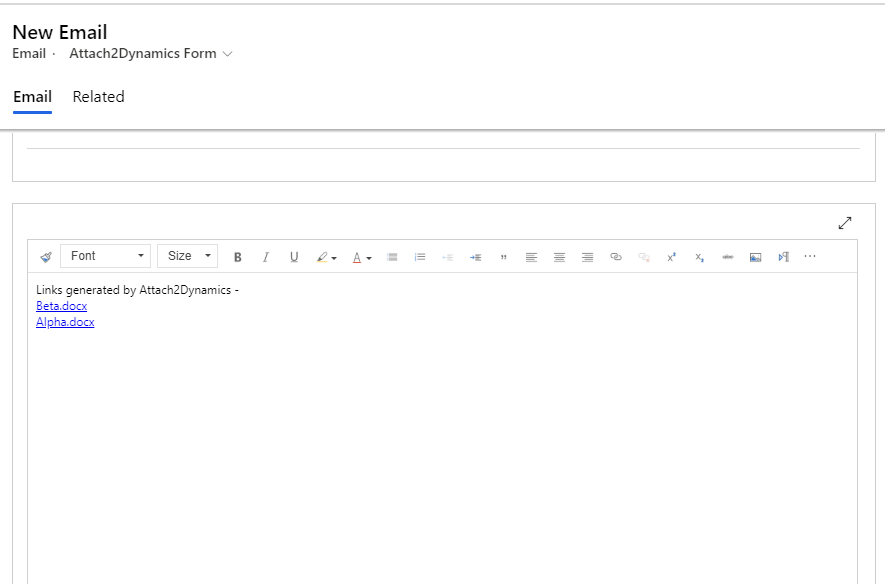 New Email
Email · Attach2Dynamics Form
Email Related
Font Size B I U A
Links generated by Attach2Dynamics -
Beta.docx
Alpha.docx